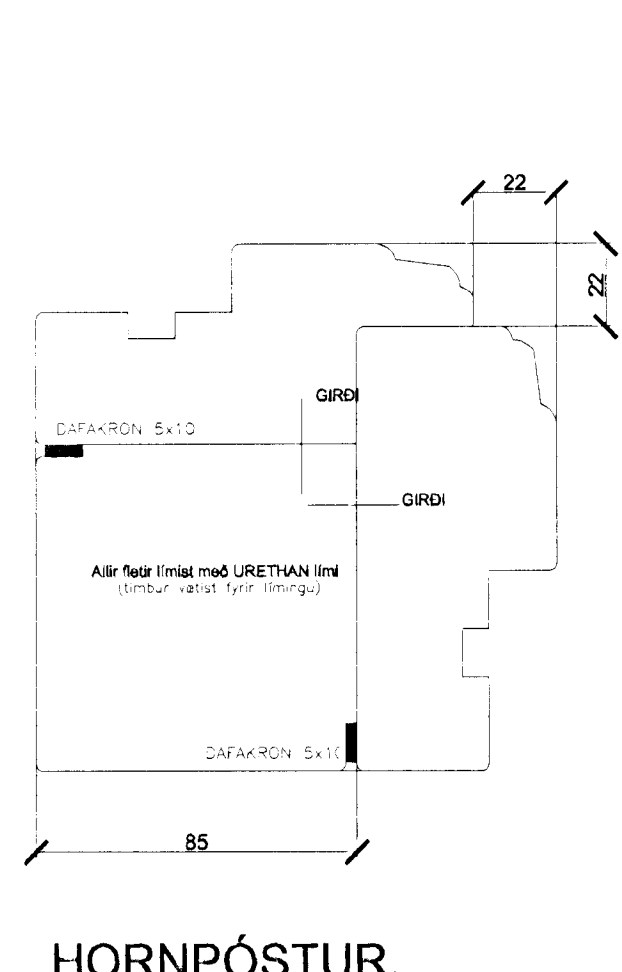 22
22
GIRÐI
DAFAKRON 5x10
GIRÐI
Allir fletir límist með URETHAN lími
(timbur vætist fyrir límingu)
DAFAKRON 5x10
85
HORNPÓSTUR.